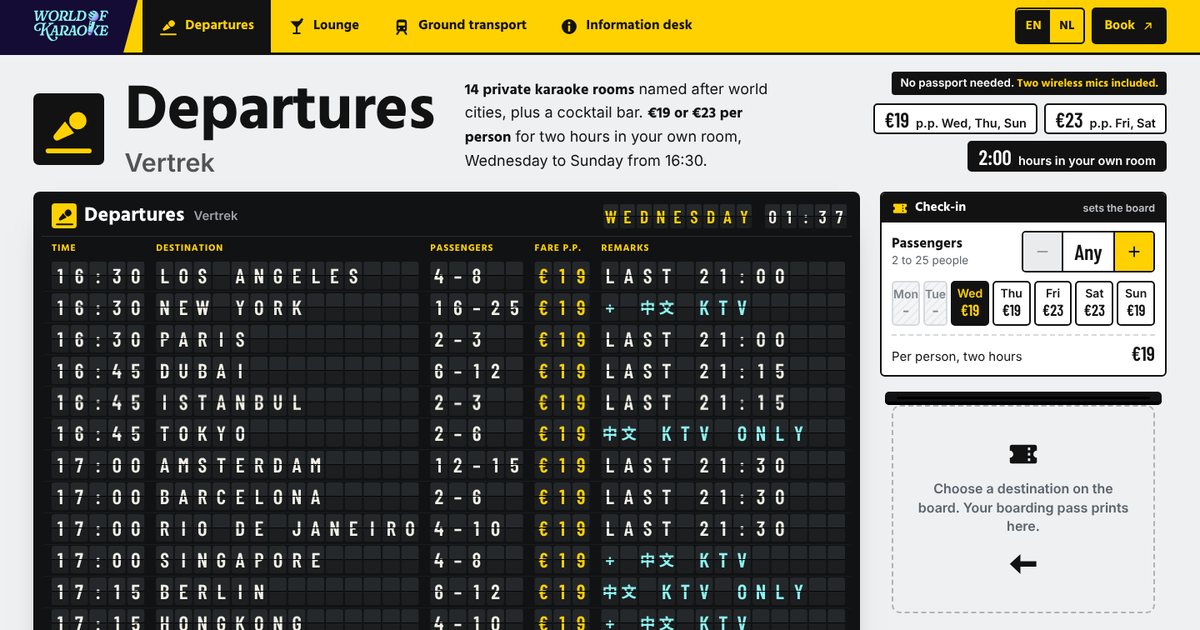 WORLD OF KARAOKE
Departures
Lounge
Ground transport
Information desk
EN NL
Book ↗
Departures
Vertrek
14 private karaoke rooms named after world
cities, plus a cocktail bar. €19 or €23 per
person for two hours in your own room,
Wednesday to Sunday from 16:30.
No passport needed. Two wireless mics included.
€19 p.p. Wed, Thu, Sun
€23 p.p. Fri, Sat
2:00 hours in your own room
Departures Vertrek
WEDNESDAY 01:37
TIME DESTINATION PASSENGERS FARE P.P. REMARKS
16:30 LOS ANGELES 4-8 €19 LAST 21:00
16:30 NEW YORK 16-25 €19 + 中文 KTV
16:30 PARIS 2-3 €19 LAST 21:00
16:45 DUBAI 6-12 €19 LAST 21:15
16:45 ISTANBUL 2-3 €19 LAST 21:15
16:45 TOKYO 2-6 €19 中文 KTV ONLY
17:00 AMSTERDAM 12-15 €19 LAST 21:30
17:00 BARCELONA 2-6 €19 LAST 21:30
17:00 RIO DE JANEIRO 4-10 €19 LAST 21:30
17:00 SINGAPORE 4-8 €19 + 中文 KTV
17:15 BERLIN 6-12 €19 中文 KTV ONLY
17:15 HONGKONG 4-10 €19 + 中文 KTV
Check-in sets the board
Passengers
2 to 25 people
− Any +
Mon Tue Wed Thu Fri Sat Sun
- - €19 €19 €23 €23 €19
Per person, two hours €19
Choose a destination on the
board. Your boarding pass prints
here.